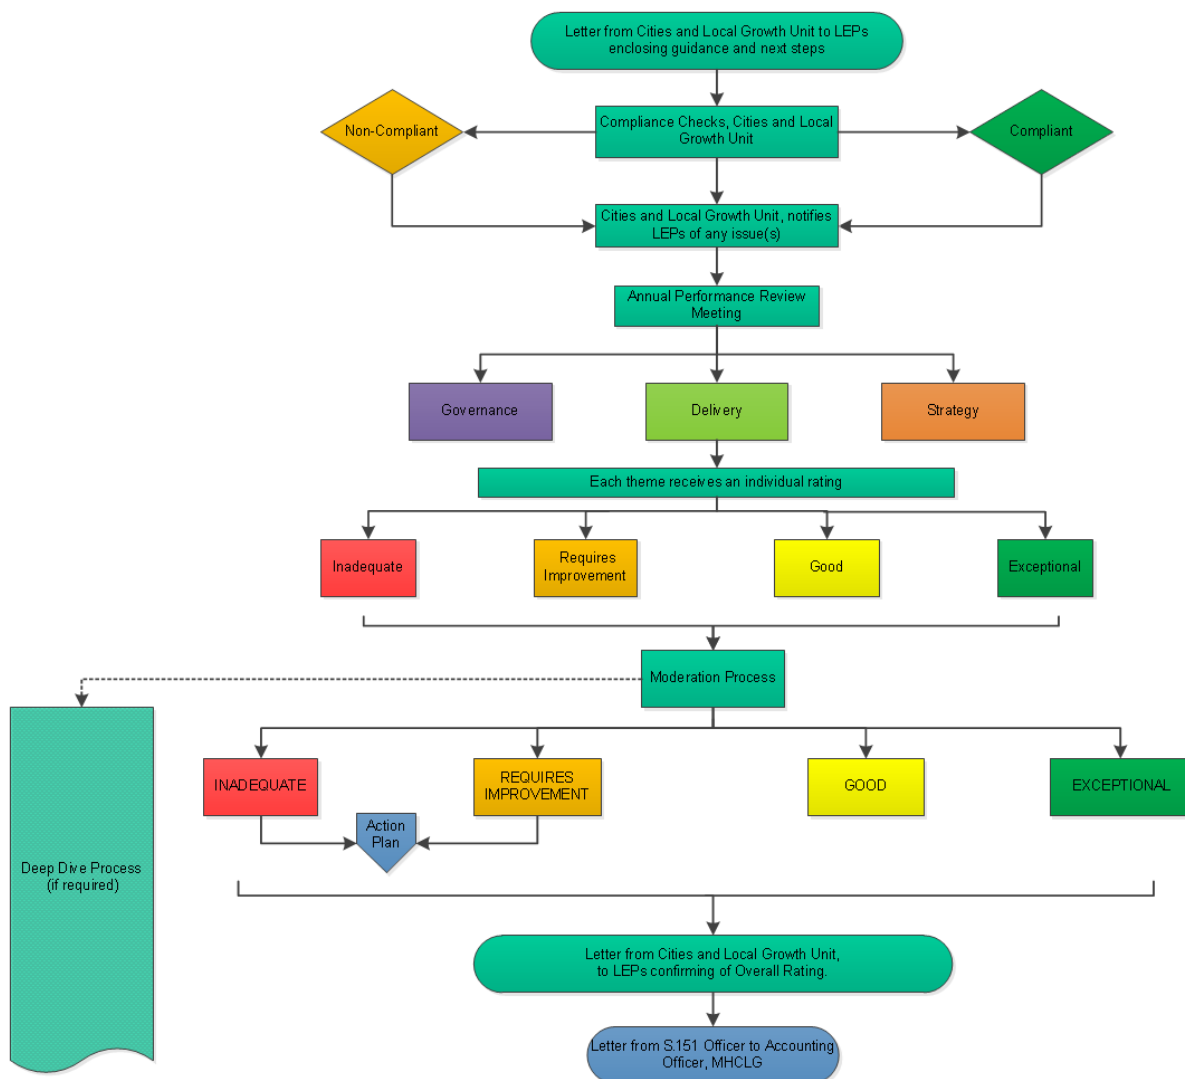 Letter from Cities and Local Growth Unit to LEPs
enclosing guidance and next steps
Non-Compliant
Compliance Checks, Cities and Local
Growth Unit
Compliant
Cities and Local Growth Unit, notifies
LEPs of any issue(s)
Annual Performance Review
Meeting
Governance
Delivery
Strategy
Each theme receives an individual rating
Inadequate
Requires
Improvement
Good
Exceptional
Moderation Process
INADEQUATE
REQUIRES
IMPROVEMENT
GOOD
EXCEPTIONAL
Action
Plan
Deep Dive Process
(if required)
Letter from Cities and Local Growth Unit,
to LEPs confirming of Overall Rating.
Letter from S.151 Officer to Accounting
Officer, MHCLG